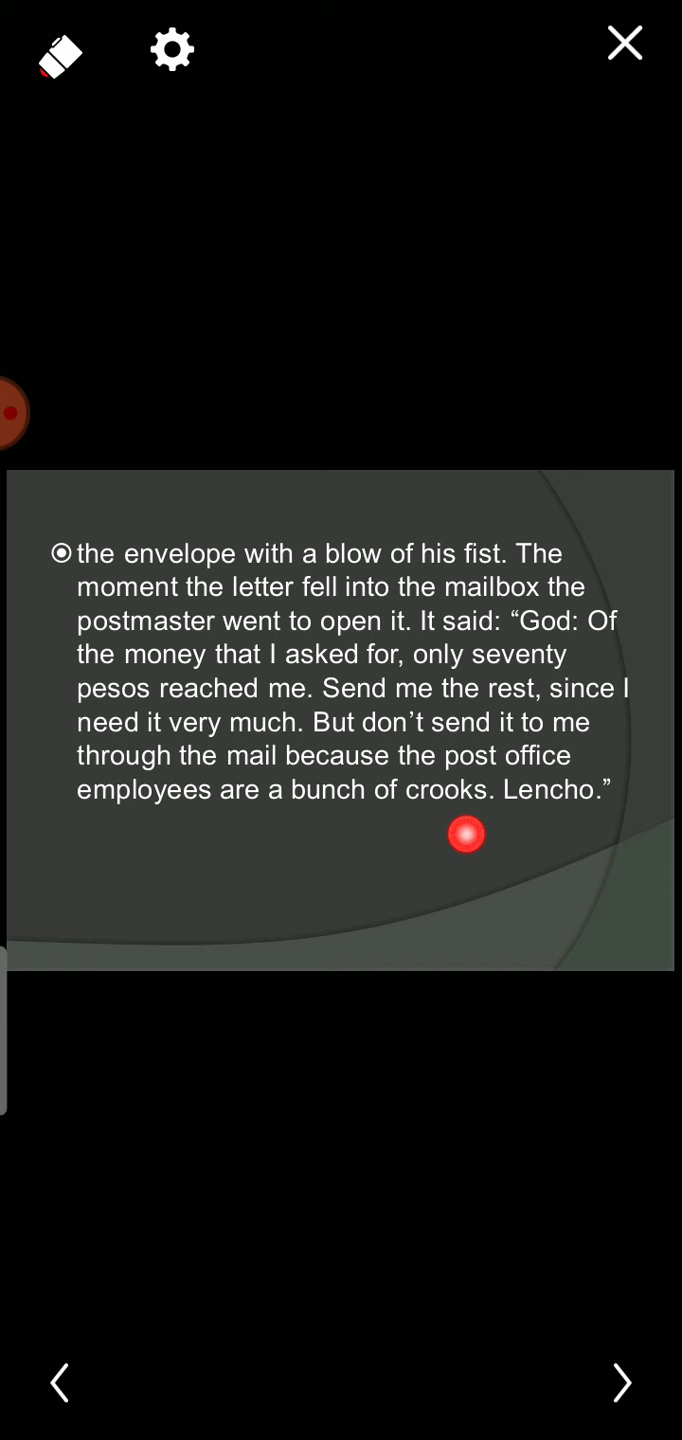 the envelope with a blow of his fist. The
moment the letter fell into the mailbox the
postmaster went to open it. It said: “God: Of
the money that I asked for, only seventy
pesos reached me. Send me the rest, since I
need it very much. But don’t send it to me
through the mail because the post office
employees are a bunch of crooks. Lencho.”